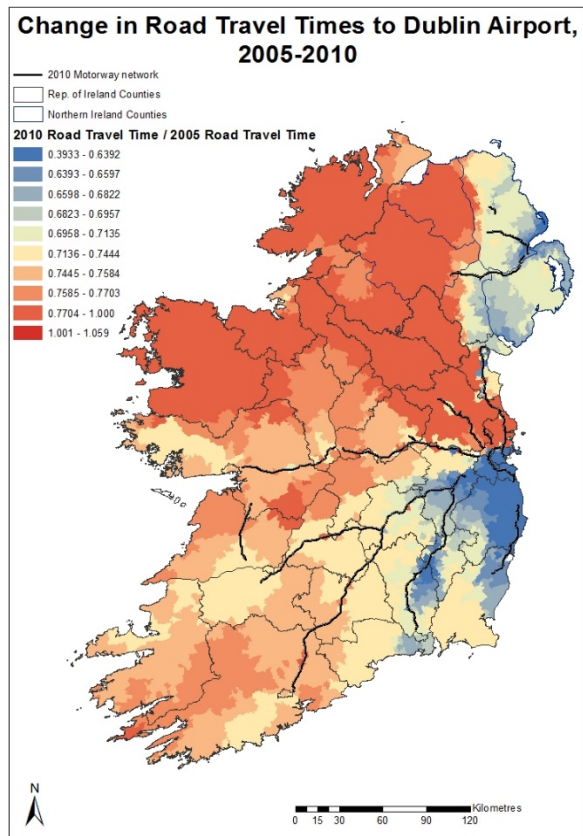 Change in Road Travel Times to Dublin Airport,
2005-2010
2010 Motorway network
Rep. of Ireland Counties
Northern Ireland Counties
2010 Road Travel Time / 2005 Road Travel Time
0.3933 - 0.6392
0.6393 - 0.6597
0.6598 - 0.6822
0.6823 - 0.6957
0.6958 - 0.7135
0.7136 - 0.7444
0.7445 - 0.7584
0.7585 - 0.7703
0.7704 - 1.000
1.001 - 1.059
N
Kilometres
0 15 30 60 90 120